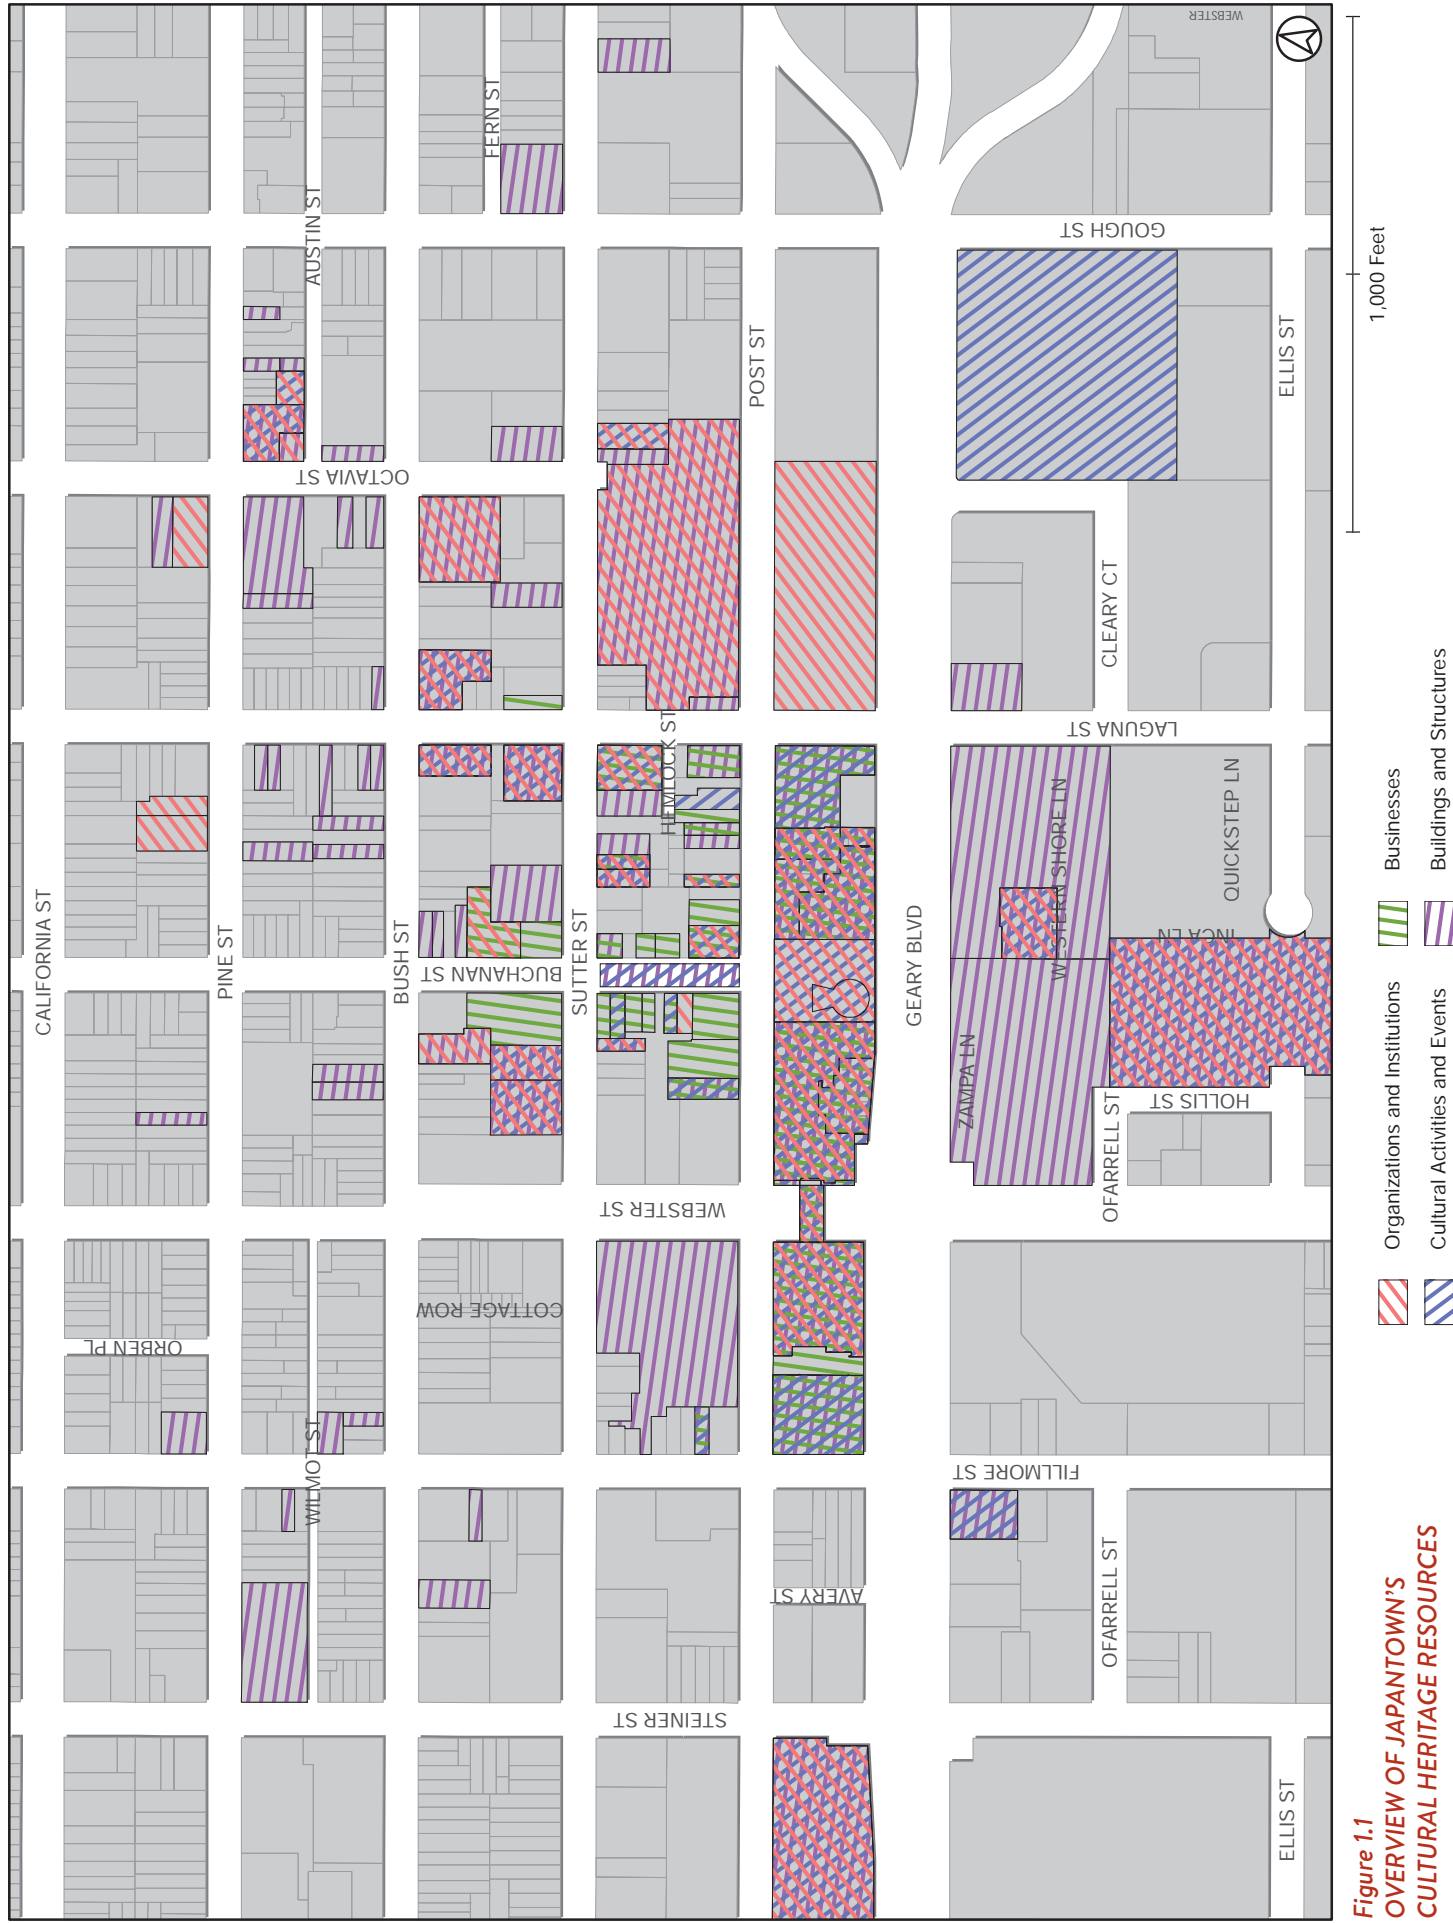 CALIFORNIA ST
ORBEN PL
PINE ST
AUSTIN ST
WILMOT ST
OCTAVIA ST
BUSH ST
FERN ST
COTTAGE ROW
BUCHANAN ST
SUTTER ST
HEMLOCK ST
WEBSTER ST
STEINER ST
POST ST
AVERY ST
GEARY BLVD
GOUGH ST
LAGUNA ST
FILLMORE ST
ZAMPA LN
WESTERN SHORE LN
CLEARY CT
OFARRELL ST
OFARRELL ST
HOLLIS ST
INCA LN
QUICKSTEP LN
WEBSTER
ELLIS ST
ELLIS ST
1,000 Feet
Figure 1.1
OVERVIEW OF JAPANTOWN'S
CULTURAL HERITAGE RESOURCES
Organizations and Institutions
Cultural Activities and Events
Businesses
Buildings and Structures